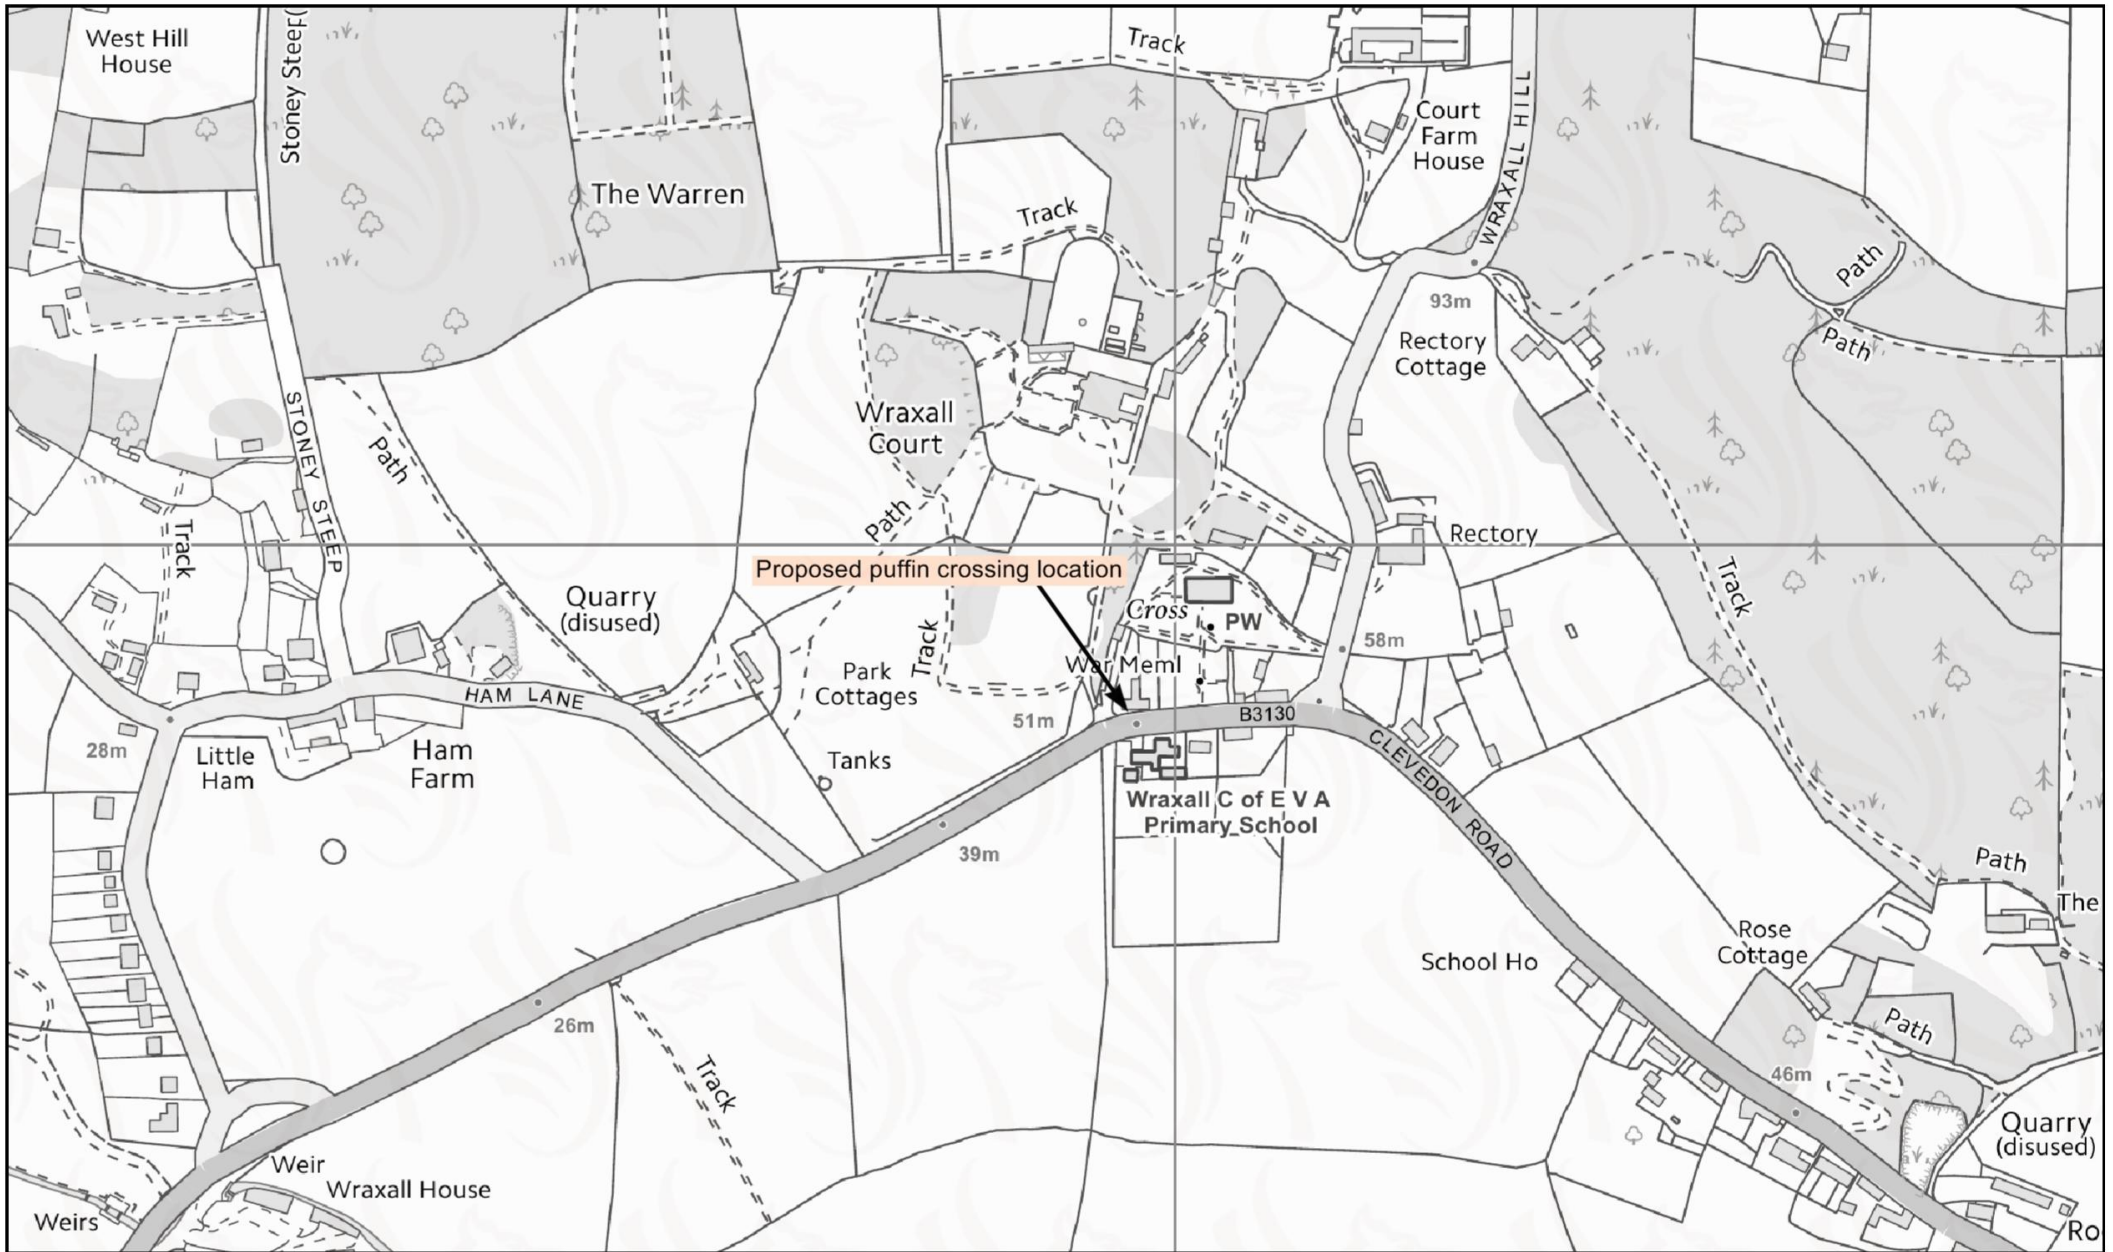 West Hill
House
Stoney Steep
Track
Court
Farm
House
WRAXALL HILL
The Warren
Track
Path
93m
Path
Rectory
Cottage
STONEY STEEP
Path
Wraxall
Court
Path
Track
Rectory
Proposed puffin crossing location
Quarry
(disused)
Cross
PW
Track
58m
Track
War Meml
Park
Cottages
HAM LANE
51m
B3130
28m
Little
Ham
Ham
Farm
Tanks
CLEVEDON ROAD
Wraxall C of E V A
Primary School
39m
Path
The
Rose
Cottage
School Ho
26m
Path
Track
46m
Quarry
(disused)
Weir
Wraxall House
Weirs
Ro